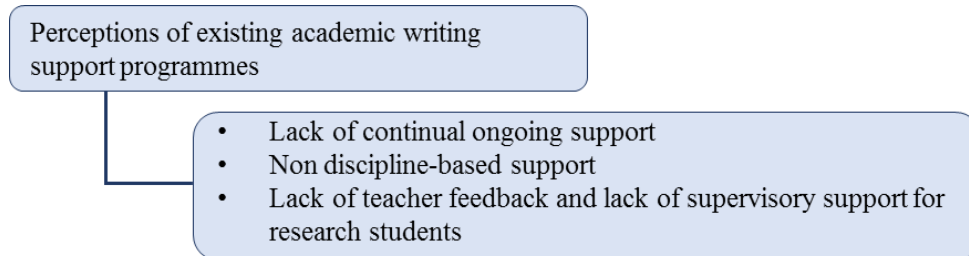 Perceptions of existing academic writing
support programmes
• Lack of continual ongoing support
• Non discipline-based support
• Lack of teacher feedback and lack of supervisory support for
research students